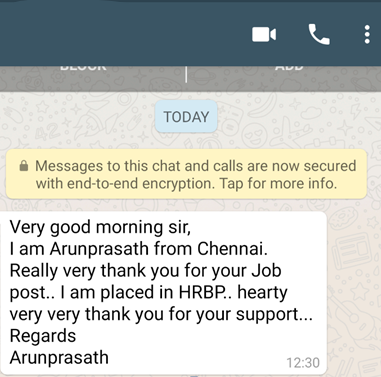 BLOCK
ADD
TODAY
Messages to this chat and calls are now secured
with end-to-end encryption. Tap for more info.
Very good morning sir,
I am Arunprasath from Chennai.
Really very thank you for your Job
post.. I am placed in HRBP.. hearty
very very thank you for your support...
Regards
Arunprasath
12:30